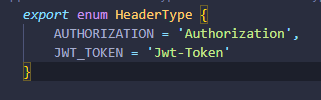 export enum HeaderType {
    AUTHORIZATION = 'Authorization',
    JWT_TOKEN = 'Jwt-Token'
}